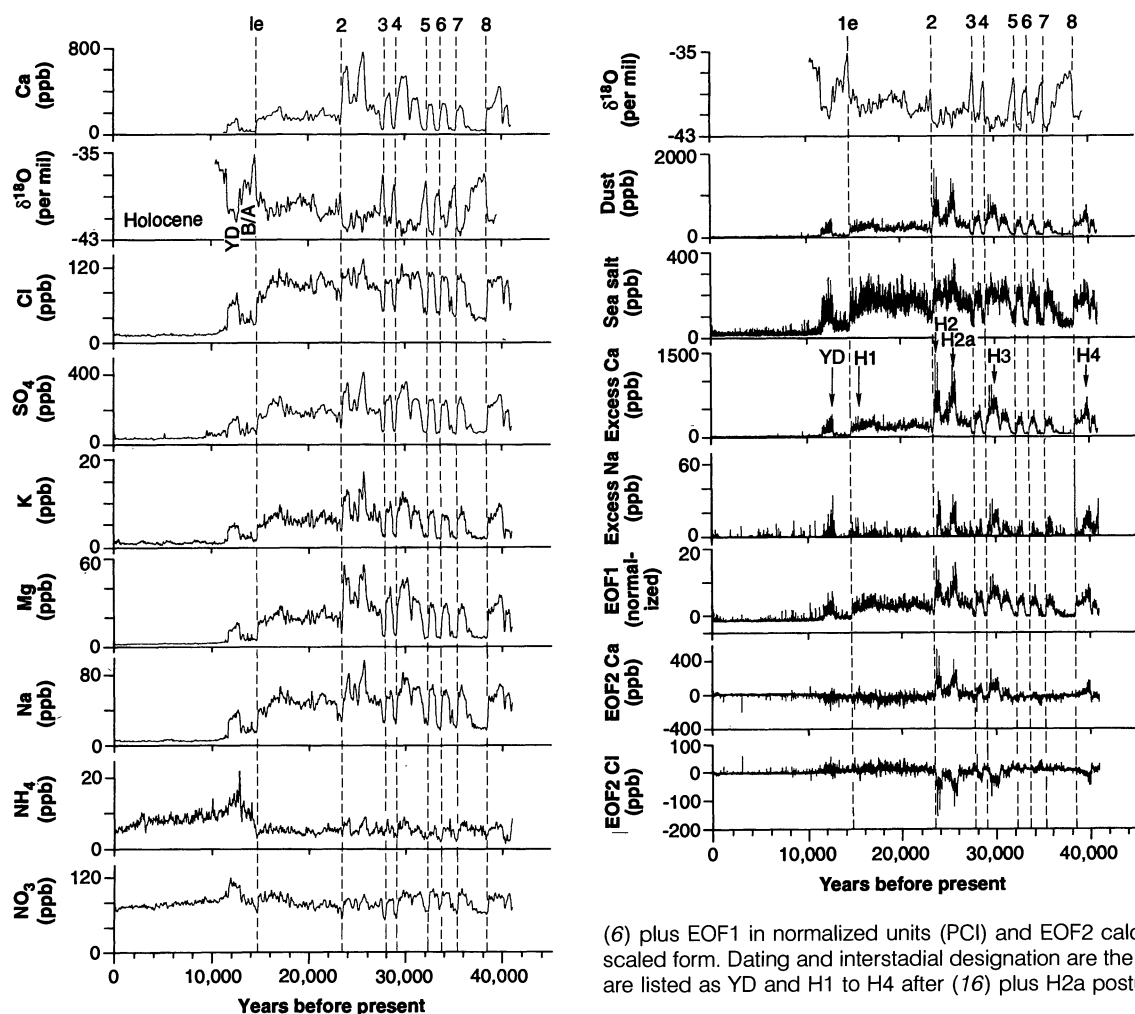 1e 2 3 4 5 6 7 8
800
Ca
(ppb)
0
-35
δ18O
(per mil)
-43
Holocene
YD
B/A
120
Cl
(ppb)
0
400
SO4
(ppb)
0
20
K
(ppb)
0
60
Mg
(ppb)
0
80
Na
(ppb)
0
20
NH4
(ppb)
0
120
NO3
(ppb)
0
0 10,000 20,000 30,000 40,000
Years before present
1e 2 3 4 5 6 7 8
-35
δ18O
(per mil)
-43
2000
Dust
(ppb)
0
400
Sea salt
(ppb)
0
1500
Excess Ca
(ppb)
0
YD H1 H2 H2a H3 H4
60
Excess Na
(ppb)
0
20
EOF1
(normal-
ized)
0
400
EOF2 Ca
(ppb)
0
-400
100
EOF2 Cl
(ppb)
0
-100
-200
0 10,000 20,000 30,000 40,000
Years before present
(6) plus EOF1 in normalized units (PCI) and EOF2 calc
scaled form. Dating and interstadial designation are the
are listed as YD and H1 to H4 after (16) plus H2a post